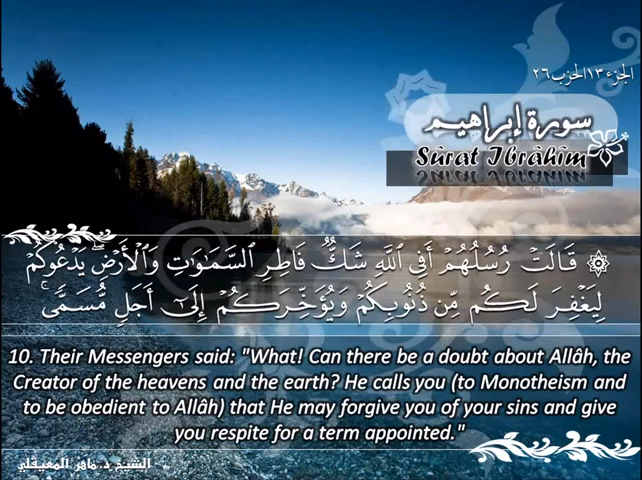 الجزء ١٣ الحزب ٢٦
سورة إبراهيم
Sûrat Ibrâhîm
۞ قَالَتْ رُسُلُهُمْ أَفِى ٱللَّهِ شَكٌّ فَاطِرِ ٱلسَّمَـٰوَٰتِ وَٱلْأَرْضِ ۖ يَدْعُوكُمْ
لِيَغْفِرَ لَكُم مِّن ذُنُوبِكُمْ وَيُؤَخِّرَكُمْ إِلَىٰٓ أَجَلٍ مُّسَمًّى ۚ
10. Their Messengers said: "What! Can there be a doubt about Allâh, the
Creator of the heavens and the earth? He calls you (to Monotheism and
to be obedient to Allâh) that He may forgive you of your sins and give
you respite for a term appointed."
الشيخ د. ماهر المعيقلي